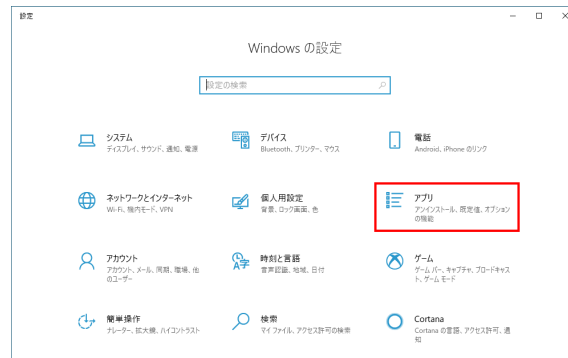 設定
Windows の設定
設定の検索
システム
ディスプレイ、サウンド、通知、電源
デバイス
Bluetooth、プリンター、マウス
電話
Android、iPhone のリンク
ネットワークとインターネット
Wi-Fi、機内モード、VPN
個人用設定
背景、ロック画面、色
アプリ
アンインストール、既定値、オプション
の機能
アカウント
アカウント、メール、同期、職場、他
のユーザー
時刻と言語
音声認識、地域、日付
ゲーム
ゲーム バー、キャプチャ、ブロードキャス
ト、ゲーム モード
簡単操作
ナレーター、拡大鏡、ハイコントラスト
検索
マイ ファイル、アクセス許可の検索
Cortana
Cortana の言語、アクセス許可、通
知